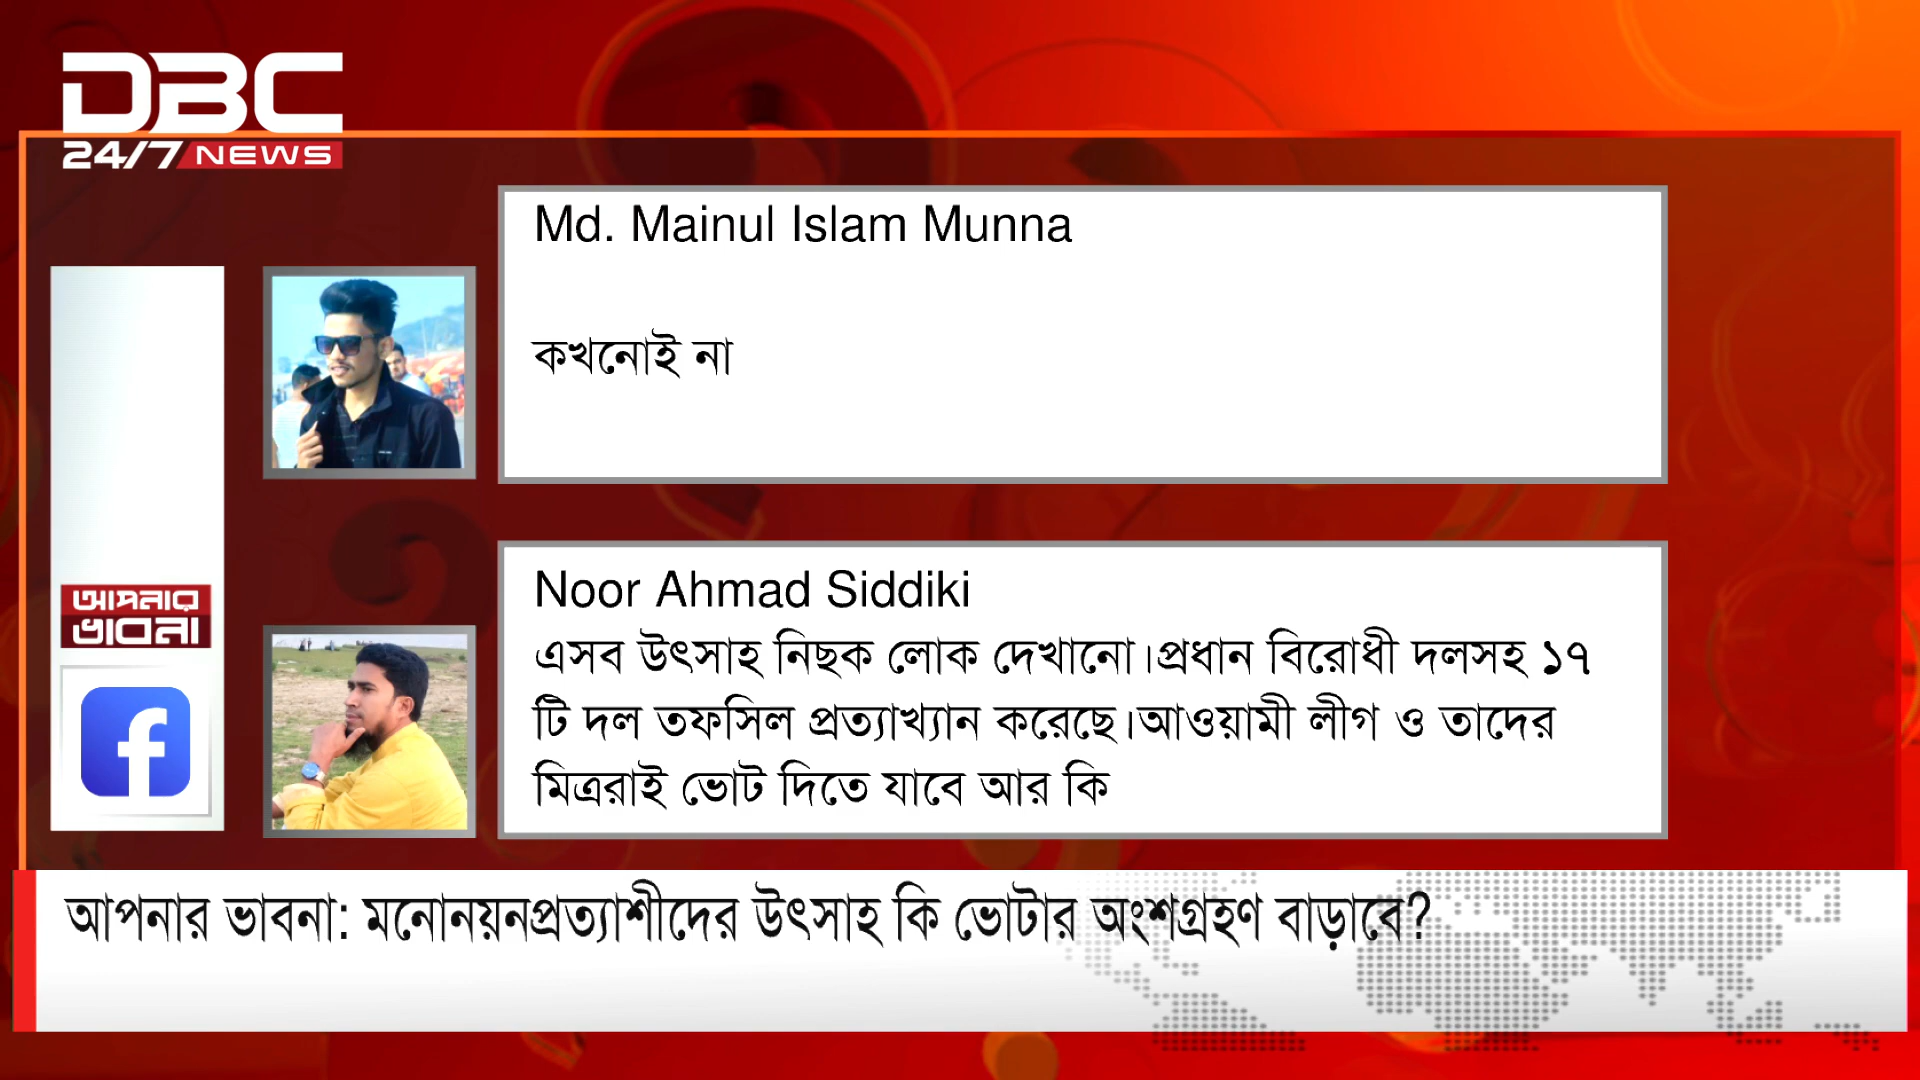 DBC
24/7 NEWS
Md. Mainul Islam Munna
কখনোই না
আপনার
ভাবনা
Noor Ahmad Siddiki
এসব উৎসাহ নিছক লোক দেখানো।প্রধান বিরোধী দলসহ ১৭
টি দল তফসিল প্রত্যাখ্যান করেছে।আওয়ামী লীগ ও তাদের
মিত্ররাই ভোট দিতে যাবে আর কি
আপনার ভাবনা: মনোনয়নপ্রত্যাশীদের উৎসাহ কি ভোটার অংশগ্রহণ বাড়াবে?